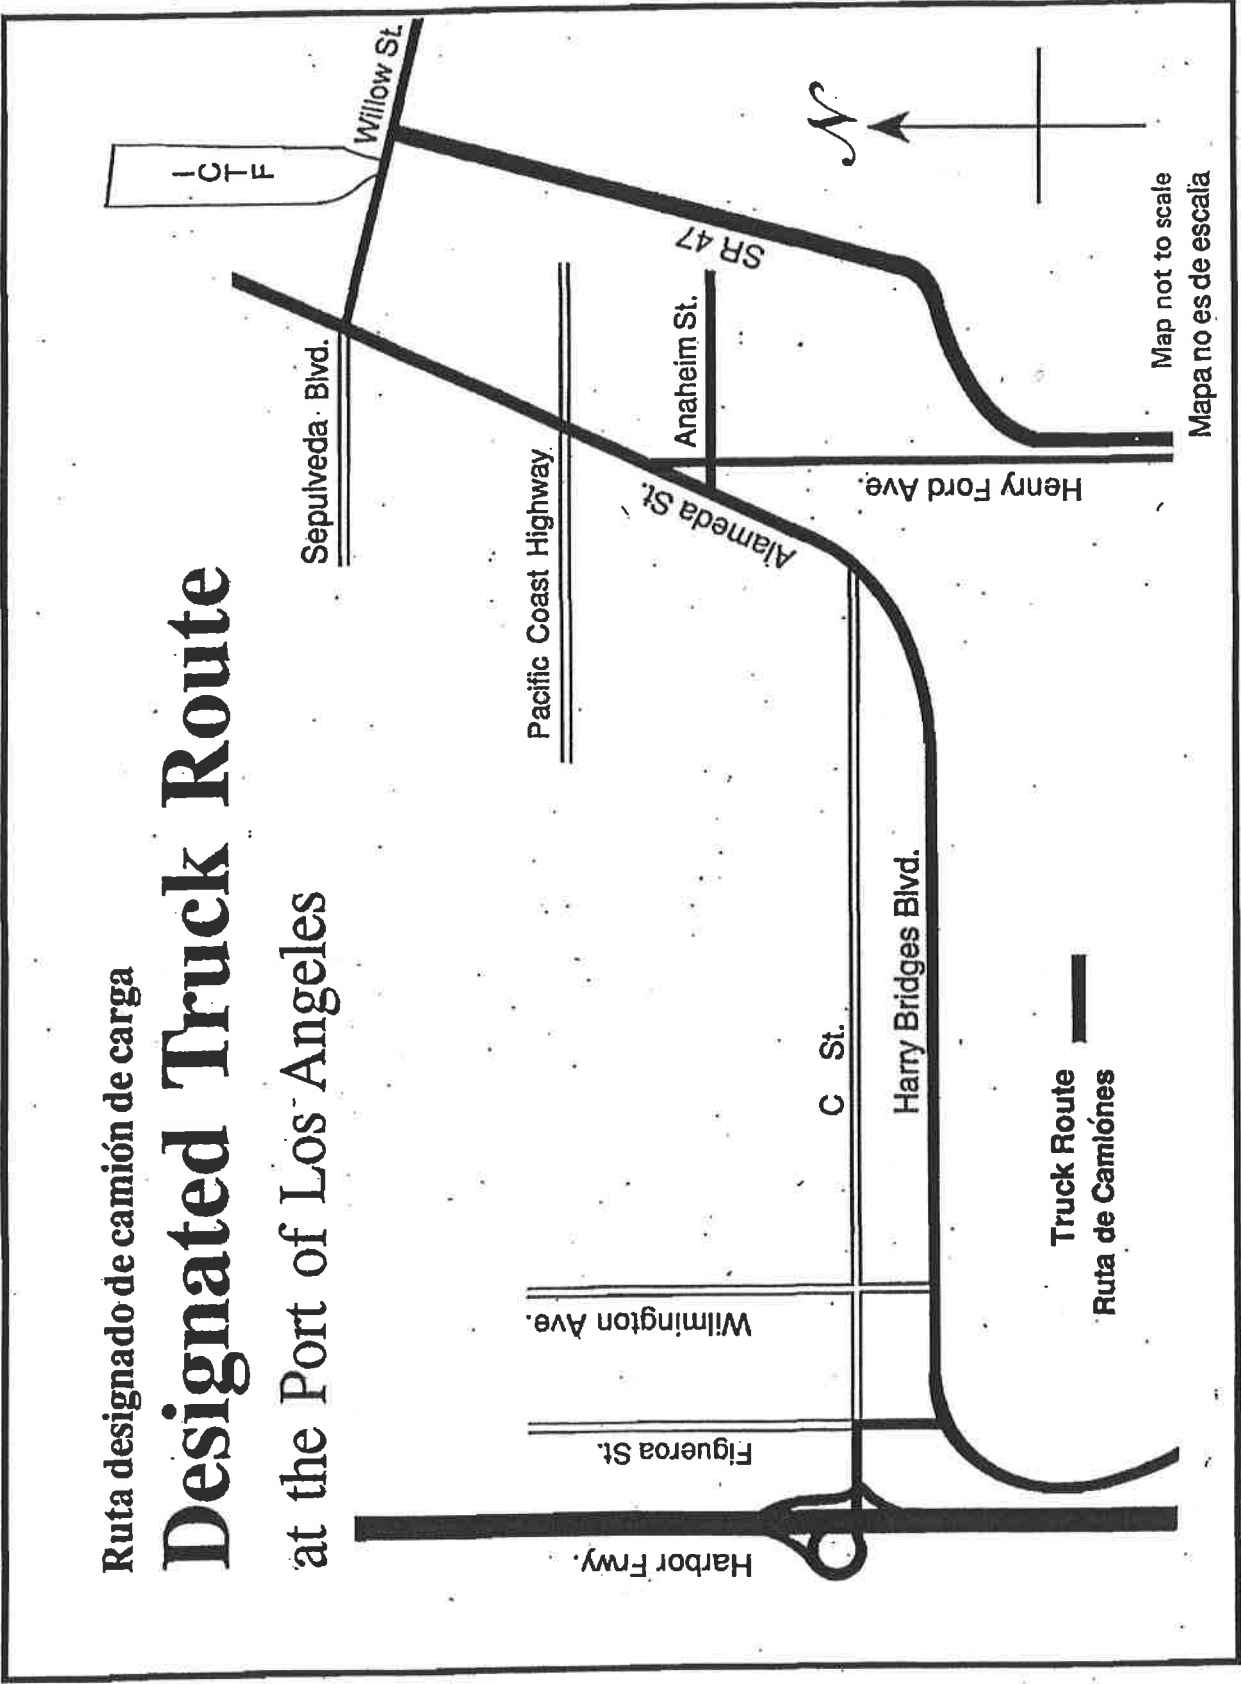 Ruta designado de camión de carga
Designated Truck Route
at the Port of Los Angeles
I
C
T
F
Willow St.
Sepulveda Blvd.
Pacific Coast Highway
SR 47
Anaheim St.
Alameda St.
Henry Ford Ave.
Harbor Frwy.
Figueroa St.
Wilmington Ave.
C St.
Harry Bridges Blvd.
N
Truck Route
Ruta de Camiónes
Map not to scale
Mapa no es de escala